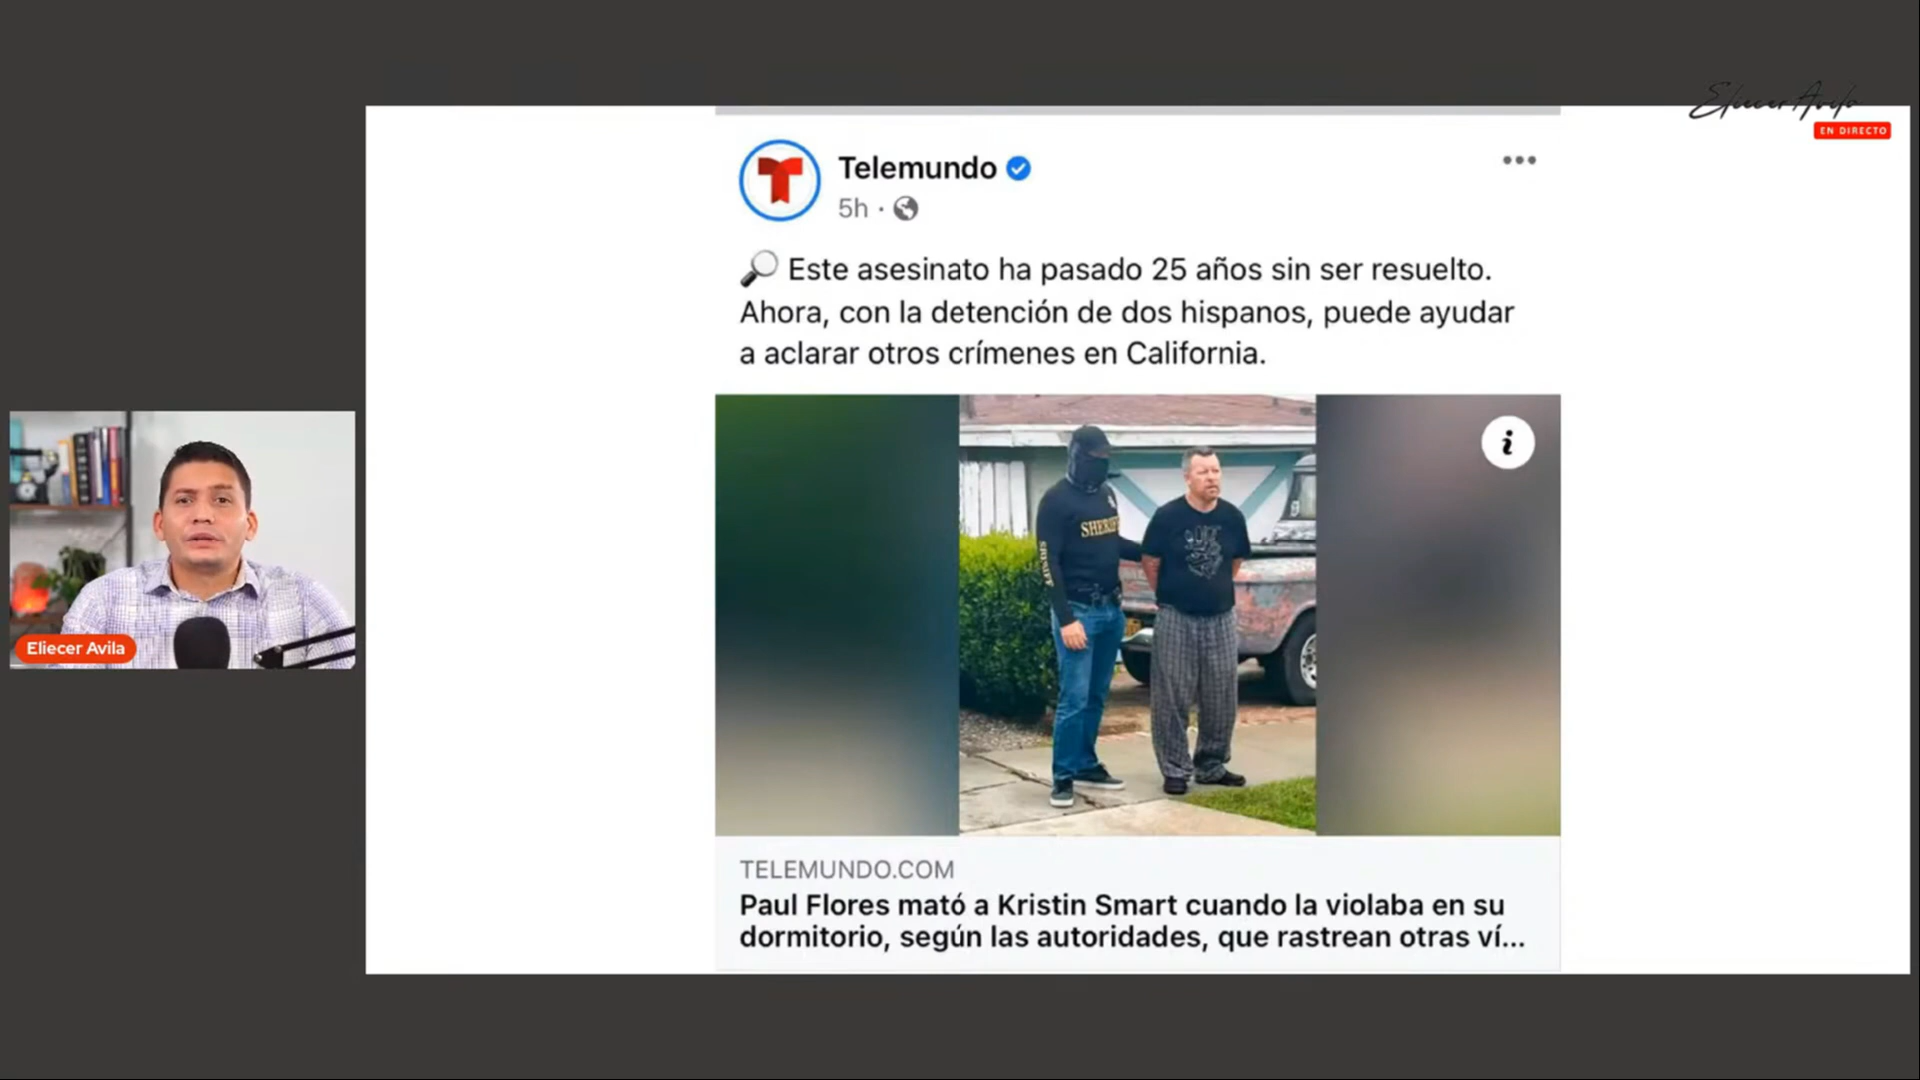 Eliecer Avila
EN DIRECTO
Telemundo
5h ·
Este asesinato ha pasado 25 años sin ser resuelto.
Ahora, con la detención de dos hispanos, puede ayudar
a aclarar otros crímenes en California.
SHERIFF
TELEMUNDO.COM
Paul Flores mató a Kristin Smart cuando la violaba en su
dormitorio, según las autoridades, que rastrean otras ví...
Eliecer Avila